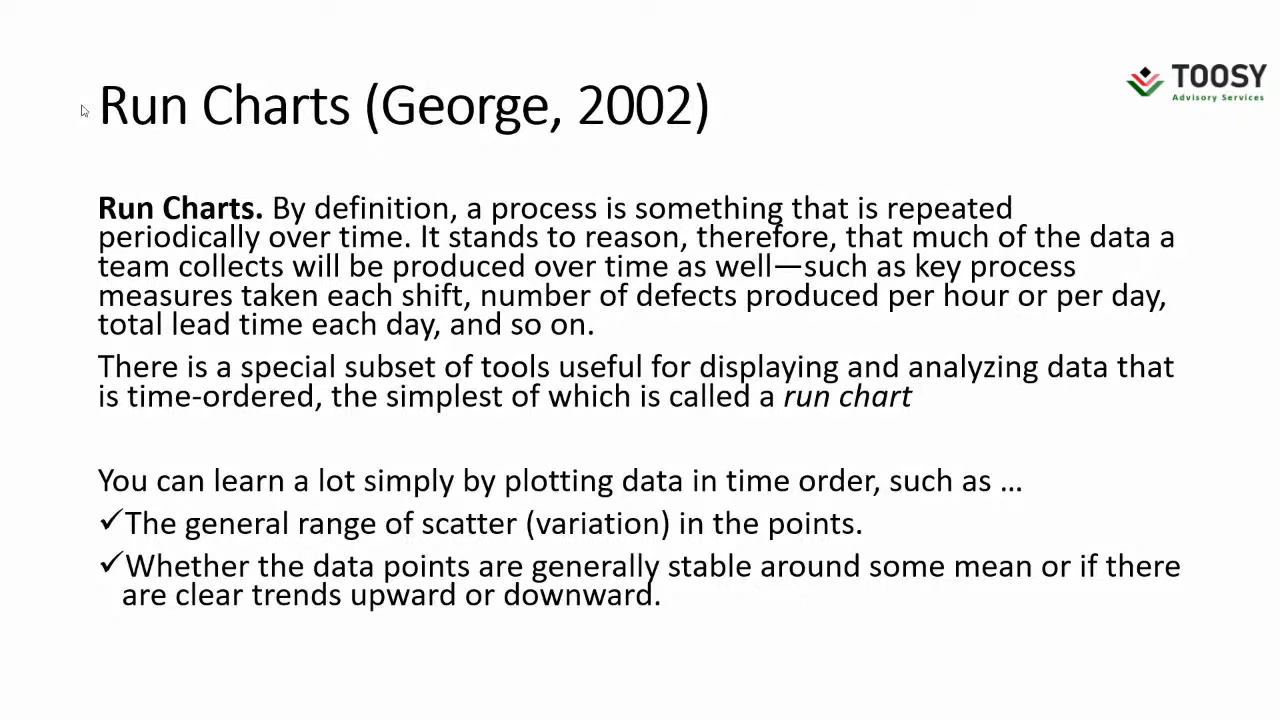 TOOSY
Advisory Services
Run Charts (George, 2002)
Run Charts. By definition, a process is something that is repeated
periodically over time. It stands to reason, therefore, that much of the data a
team collects will be produced over time as well—such as key process
measures taken each shift, number of defects produced per hour or per day,
total lead time each day, and so on.
There is a special subset of tools useful for displaying and analyzing data that
is time-ordered, the simplest of which is called a run chart
You can learn a lot simply by plotting data in time order, such as …
✓The general range of scatter (variation) in the points.
✓Whether the data points are generally stable around some mean or if there
are clear trends upward or downward.